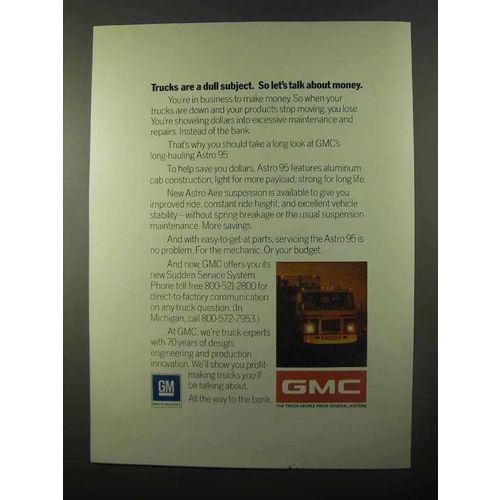 Trucks are a dull subject. So let's talk about money.
You're in business to make money. So when your
trucks are down and your products stop moving, you lose.
You're shoveling dollars into excessive maintenance and
repairs. Instead of the bank.
That's why you should take a long look at GMC's
long-hauling Astro 95.
To help save you dollars, Astro 95 features aluminum
cab construction; light for more payload, strong for long life.
New Astro-Aire suspension is available to give you
improved ride, constant ride height, and excellent vehicle
stability—without spring breakage or the usual suspension
maintenance. More savings.
And with easy-to-get-at parts, servicing the Astro 95 is
no problem. For the mechanic. Or your budget.
And now, GMC offers you its
new Sudden Service System.
Phone toll free 800-521-2800 for
direct-to-factory communication
on any truck question. (In
Michigan, call 800-572-7953.)
At GMC, we're truck experts
with 70 years of design,
engineering and production
innovation. We'll show you profit-
making trucks you'll
be talking about.
All the way to the bank.
GM
GMC
THE TRUCK PEOPLE FROM GENERAL MOTORS